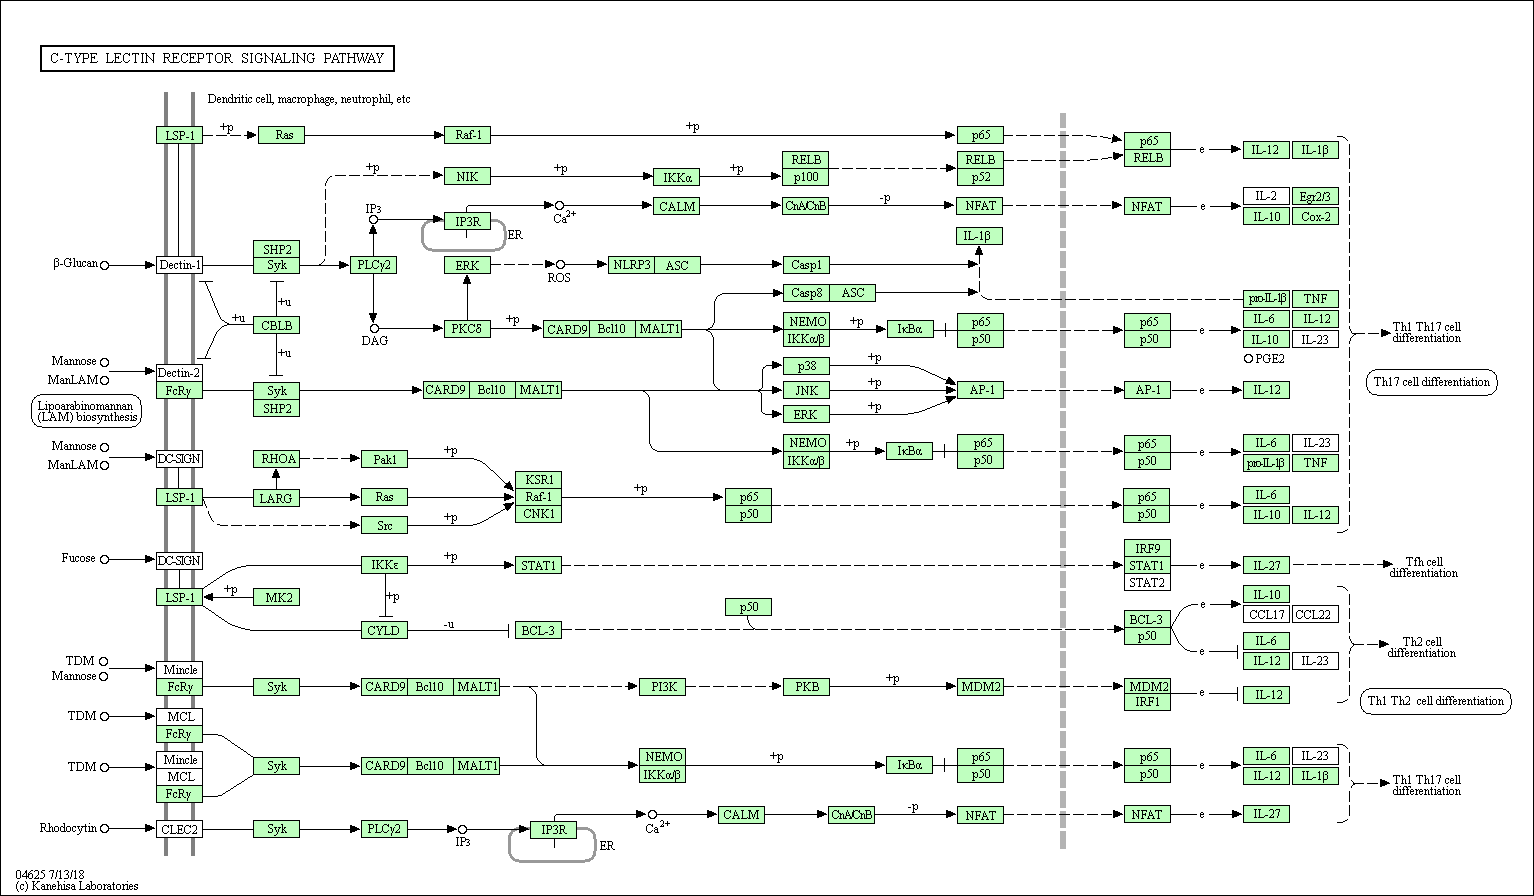 C-TYPE LECTIN RECEPTOR SIGNALING PATHWAY
Dendritic cell, macrophage, neutrophil, etc
LSP-1 +p Ras Raf-1 +p p65 p65
RELB e IL-12 IL-1β
+p NIK +p IKKα +p RELB
p100 RELB
p52
IP3 IP3R ER Ca2+ CALM CnA/CnB -p NFAT NFAT e IL-2 Egr2/3
IL-10 Cox-2
IL-1β
β-Glucan Dectin-1 SHP2
Syk PLCγ2 ERK ROS NLRP3 ASC Casp1
Casp8 ASC pro-IL-1β TNF
+u +u CBLB +u
DAG PKCδ +p CARD9 Bcl10 MALT1 NEMO
IKKα/β +p IκBα p65
p50 p65
p50 e IL-6 IL-12
IL-10 IL-23
PGE2
Th1 Th17 cell
differentiation
Mannose
ManLAM
Dectin-2
FcRγ Syk
SHP2 CARD9 Bcl10 MALT1
p38 +p
JNK +p
ERK +p
AP-1 AP-1 e IL-12
Th17 cell differentiation
Lipoarabinomannan
(LAM) biosynthesis
Mannose
ManLAM
DC-SIGN RHOA Pak1 +p
NEMO
IKKα/β +p IκBα p65
p50 p65
p50 e IL-6 IL-23
pro-IL-1β TNF
LSP-1 LARG Ras KSR1
Raf-1
CNK1 +p p65
p50 p65
p50 e IL-6
IL-10 IL-12
Src +p
Fucose DC-SIGN IKKε +p STAT1 IRF9
STAT1
STAT2 e IL-27 Tfh cell
differentiation
LSP-1 +p MK2 +p
CYLD -u BCL-3 p50 BCL-3
p50 e IL-10
CCL17 CCL22
e IL-6
IL-12 IL-23
Th2 cell
differentiation
TDM
Mannose
Mincle
FcRγ Syk CARD9 Bcl10 MALT1 PI3K PKB +p MDM2 MDM2
IRF1 e IL-12
Th1 Th2 cell differentiation
TDM MCL
FcRγ
TDM Mincle
MCL
FcRγ
Syk CARD9 Bcl10 MALT1 NEMO
IKKα/β +p IκBα p65
p50 p65
p50 e IL-6 IL-23
IL-12 IL-1β
Th1 Th17 cell
differentiation
Rhodocytin CLEC2 Syk PLCγ2 IP3 IP3R ER Ca2+ CALM CnA/CnB -p NFAT NFAT e IL-27
04625 7/13/18
(c) Kanehisa Laboratories